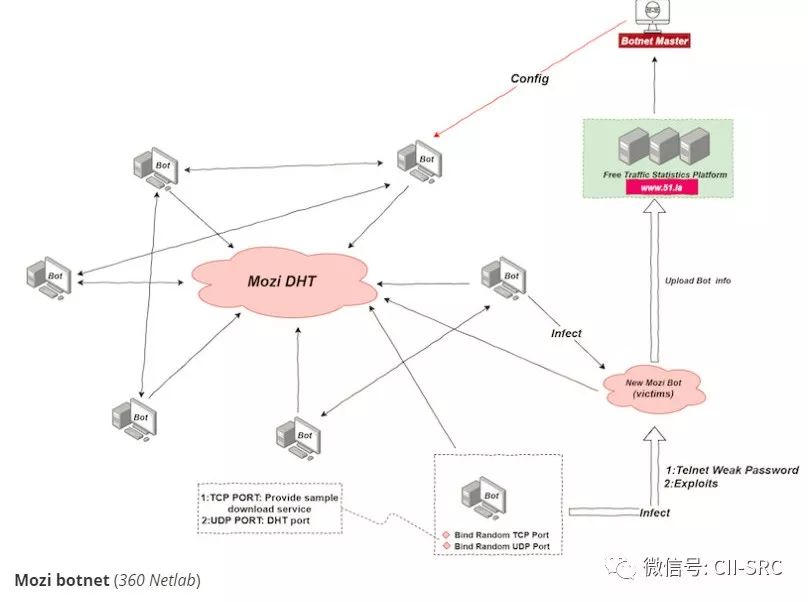 Botnet Master
Config
Bot
Bot
Free Traffic Statistics Platform
www.51.la
Bot
Mozi DHT
Bot
Upload Bot info
Infect
New Mozi Bot
(victims)
Bot
Bot
1:Telnet Weak Password
2:Exploits
1:TCP PORT: Provide sample
download service
2:UDP PORT: DHT port
Bot
Infect
Bind Random TCP Port
Bind Random UDP Port
微信号: CII-SRC
Mozi botnet (360 Netlab)